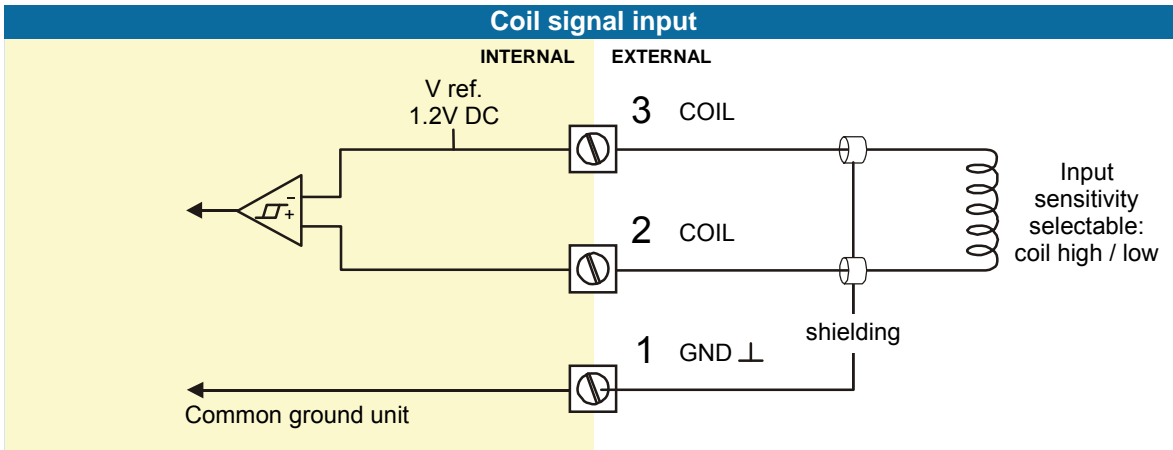 Coil signal input
INTERNAL EXTERNAL
V ref.
1.2V DC
3 COIL
- 
+
2 COIL
Input
sensitivity
selectable:
coil high / low
shielding
1 GND ⊥
Common ground unit